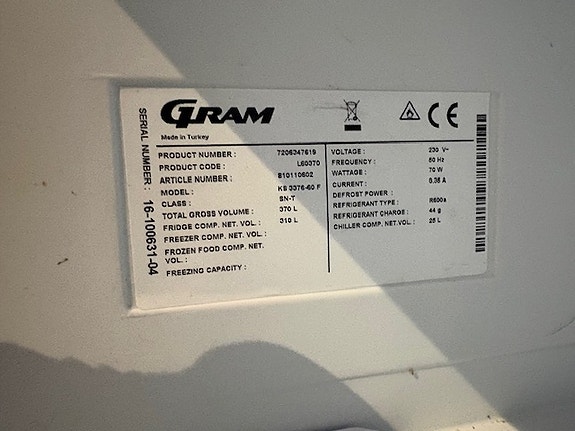 GRAM
Made in Turkey
PRODUCT NUMBER : 7206347619
PRODUCT CODE : L60370
ARTICLE NUMBER : 810110602
MODEL : KS 3376-60 F
CLASS : SN-T
TOTAL GROSS VOLUME : 370 L
FRIDGE COMP. NET. VOL. : 310 L
FREEZER COMP. NET. VOL. :
FROZEN FOOD COMP. NET.
VOL. :
FREEZING CAPACITY :
SERIAL NUMBER : 16-100631-04
CE
VOLTAGE : 230 V~
FREQUENCY : 50 Hz
WATTAGE : 70 W
CURRENT : 0.35 A
DEFROST POWER :
REFRIGERANT TYPE : R600a
REFRIGERANT CHARGE : 44 g
CHILLER COMP. NET VOL. : 25 L